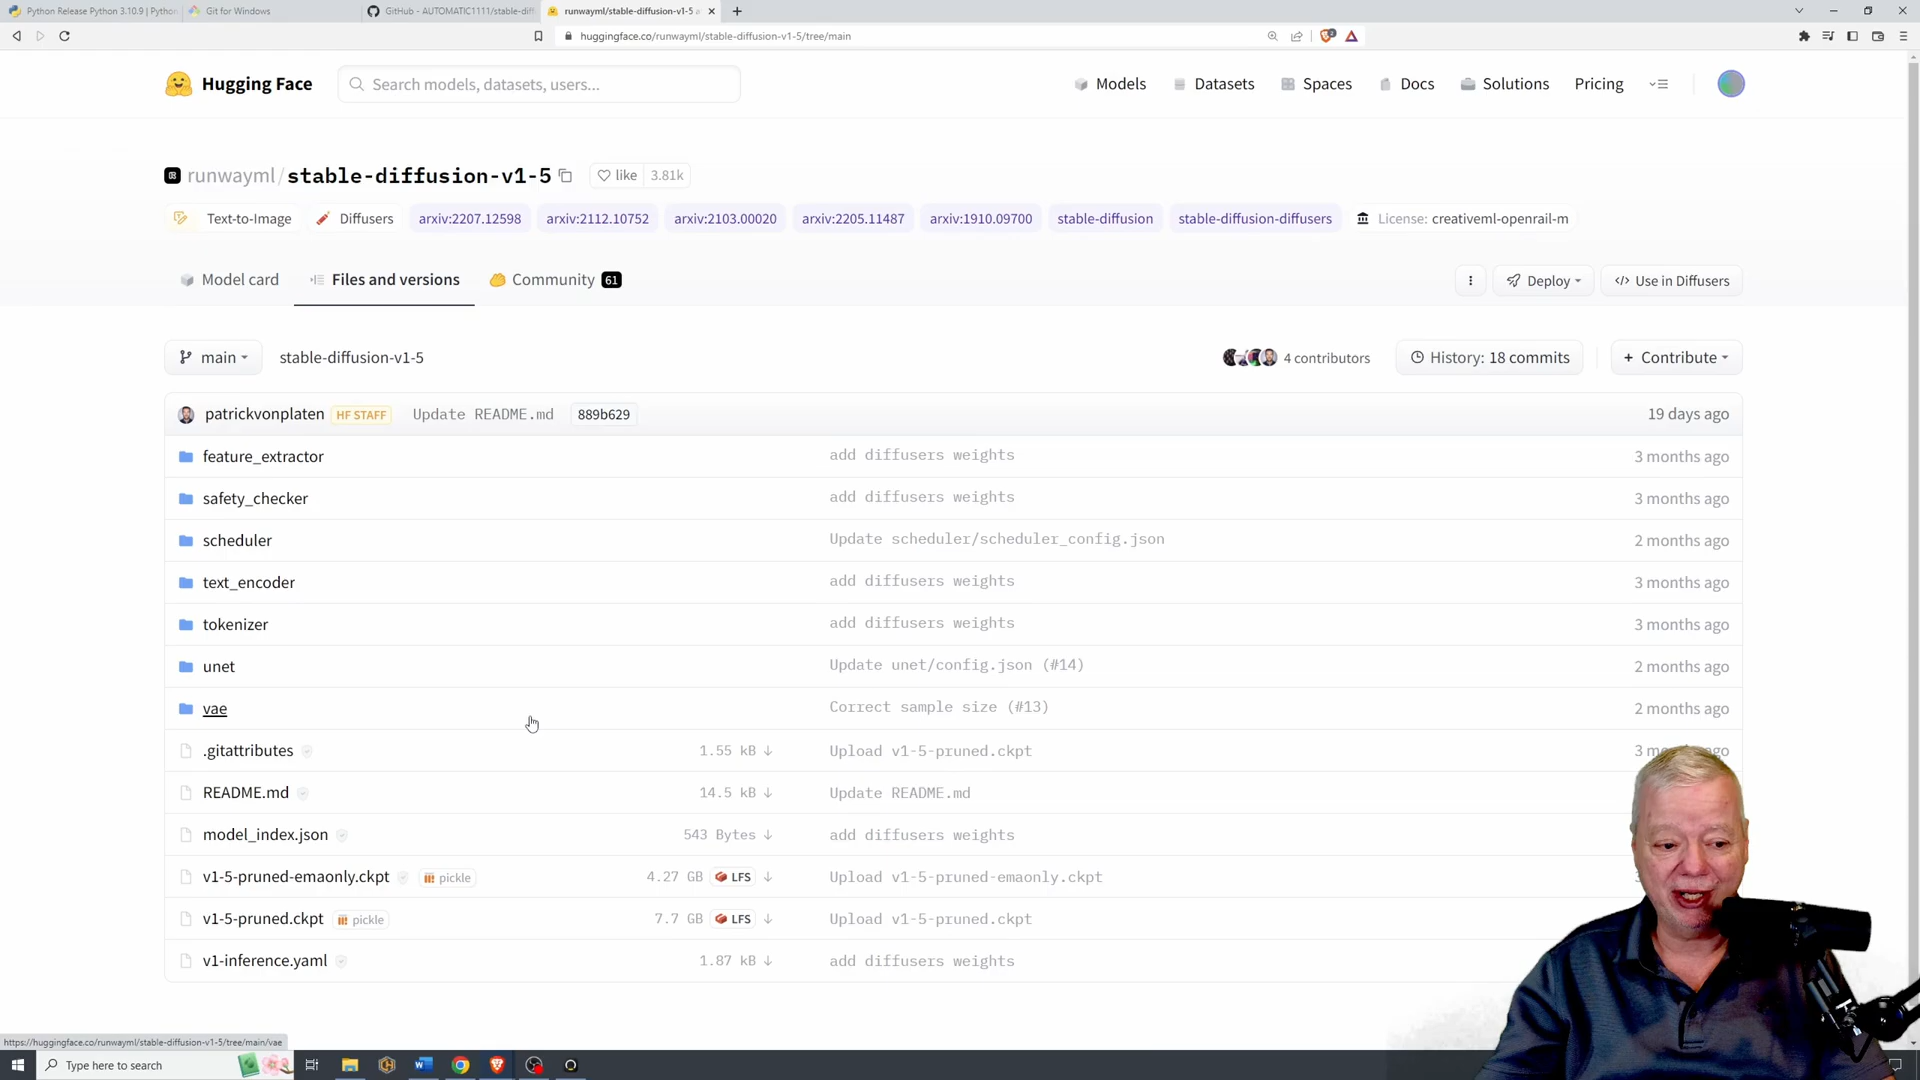 Python Release Python 3.10.9 | Python
Git for Windows
GitHub - AUTOMATIC1111/stable-diff
runwayml/stable-diffusion-v1-5 a
huggingface.co/runwayml/stable-diffusion-v1-5/tree/main
Hugging Face
Search models, datasets, users...
Models
Datasets
Spaces
Docs
Solutions
Pricing
runwayml/stable-diffusion-v1-5
like 3.81k
Text-to-Image
Diffusers
arxiv:2207.12598
arxiv:2112.10752
arxiv:2103.00020
arxiv:2205.11487
arxiv:1910.09700
stable-diffusion
stable-diffusion-diffusers
License: creativeml-openrail-m
Model card
Files and versions
Community 61
Deploy
</> Use in Diffusers
main
stable-diffusion-v1-5
4 contributors
History: 18 commits
+ Contribute
patrickvonplaten HF STAFF Update README.md 889b629 19 days ago
feature_extractor add diffusers weights 3 months ago
safety_checker add diffusers weights 3 months ago
scheduler Update scheduler/scheduler_config.json 2 months ago
text_encoder add diffusers weights 3 months ago
tokenizer add diffusers weights 3 months ago
unet Update unet/config.json (#14) 2 months ago
vae Correct sample size (#13) 2 months ago
.gitattributes 1.55 kB Upload v1-5-pruned.ckpt 3 ago
README.md 14.5 kB Update README.md
model_index.json 543 Bytes add diffusers weights
v1-5-pruned-emaonly.ckpt pickle 4.27 GB LFS Upload v1-5-pruned-emaonly.ckpt
v1-5-pruned.ckpt pickle 7.7 GB LFS Upload v1-5-pruned.ckpt
v1-inference.yaml 1.87 kB add diffusers weights
https://huggingface.co/runwayml/stable-diffusion-v1-5/tree/main/vae
Type here to search